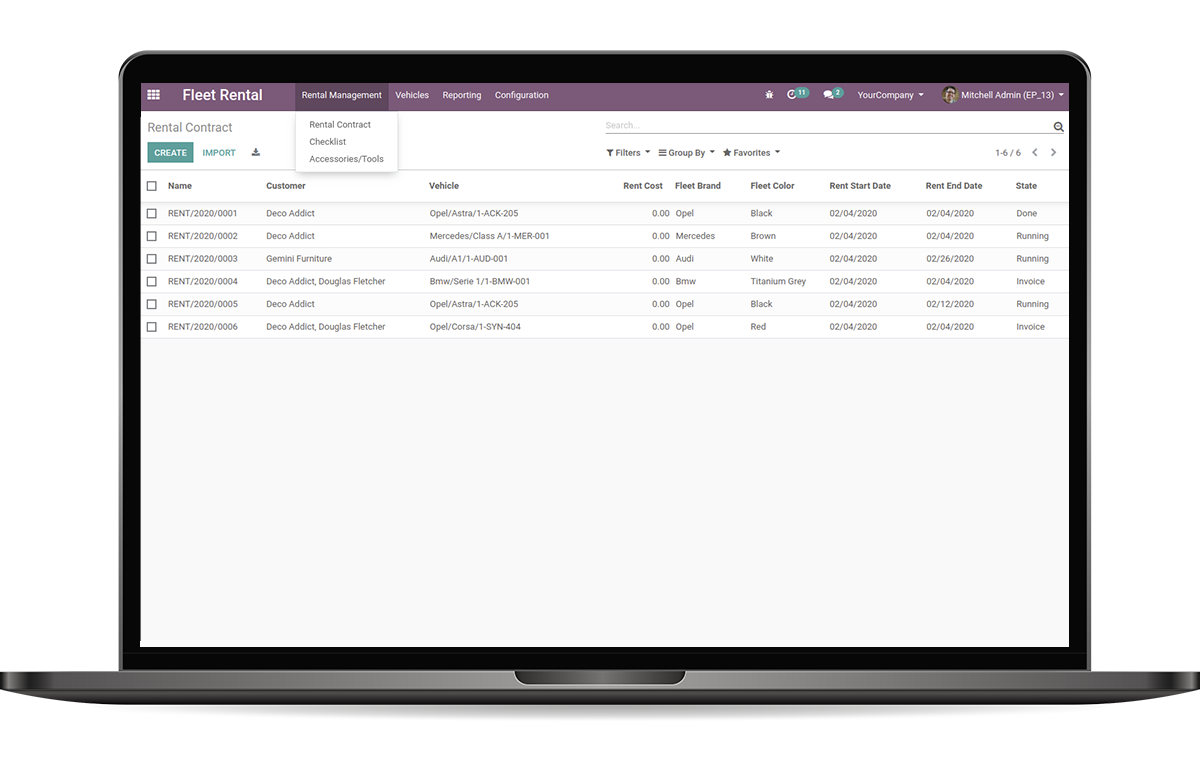 Fleet Rental Rental Management Vehicles Reporting Configuration 11 2 YourCompany Mitchell Admin (EP_13)
Rental Contract Search...
Rental Contract
Checklist
Accessories/Tools
CREATE IMPORT Filters Group By Favorites 1-6 / 6
Name Customer Vehicle Rent Cost Fleet Brand Fleet Color Rent Start Date Rent End Date State
RENT/2020/0001 Deco Addict Opel/Astra/1-ACK-205 0.00 Opel Black 02/04/2020 02/04/2020 Done
RENT/2020/0002 Deco Addict Mercedes/Class A/1-MER-001 0.00 Mercedes Brown 02/04/2020 02/04/2020 Running
RENT/2020/0003 Gemini Furniture Audi/A1/1-AUD-001 0.00 Audi White 02/04/2020 02/26/2020 Running
RENT/2020/0004 Deco Addict, Douglas Fletcher Bmw/Serie 1/1-BMW-001 0.00 Bmw Titanium Grey 02/04/2020 02/04/2020 Invoice
RENT/2020/0005 Deco Addict Opel/Astra/1-ACK-205 0.00 Opel Black 02/04/2020 02/12/2020 Running
RENT/2020/0006 Deco Addict, Douglas Fletcher Opel/Corsa/1-SYN-404 0.00 Opel Red 02/04/2020 02/04/2020 Invoice